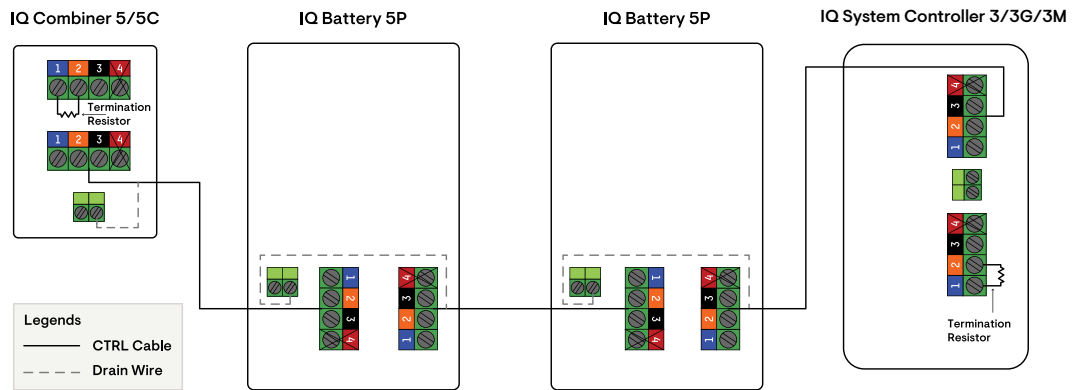 IQ Combiner 5/5C
IQ Battery 5P
IQ Battery 5P
IQ System Controller 3/3G/3M
1 2 3 4
Termination
Resistor
1 2 3 4
4
3
2
1
1
2
3
4
4
3
2
1
1
2
3
4
4
3
2
1
4
3
2
1
Termination
Resistor
Legends
CTRL Cable
Drain Wire